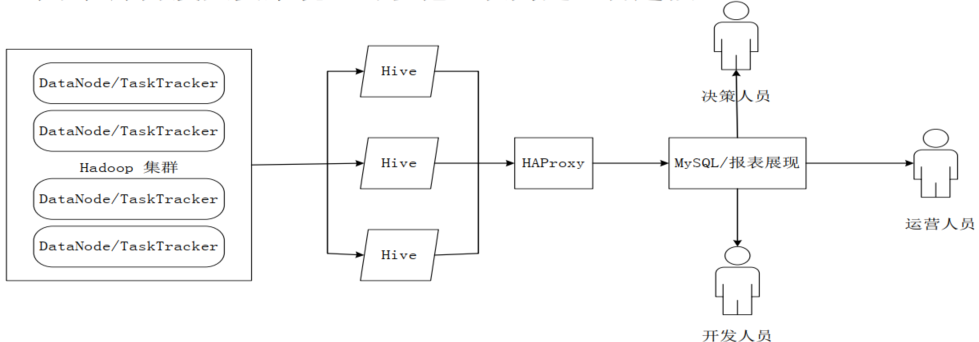 DataNode/TaskTracker
DataNode/TaskTracker
Hadoop 集群
DataNode/TaskTracker
DataNode/TaskTracker
Hive
Hive
Hive
HAProxy
MySQL/报表展现
决策人员
运营人员
开发人员